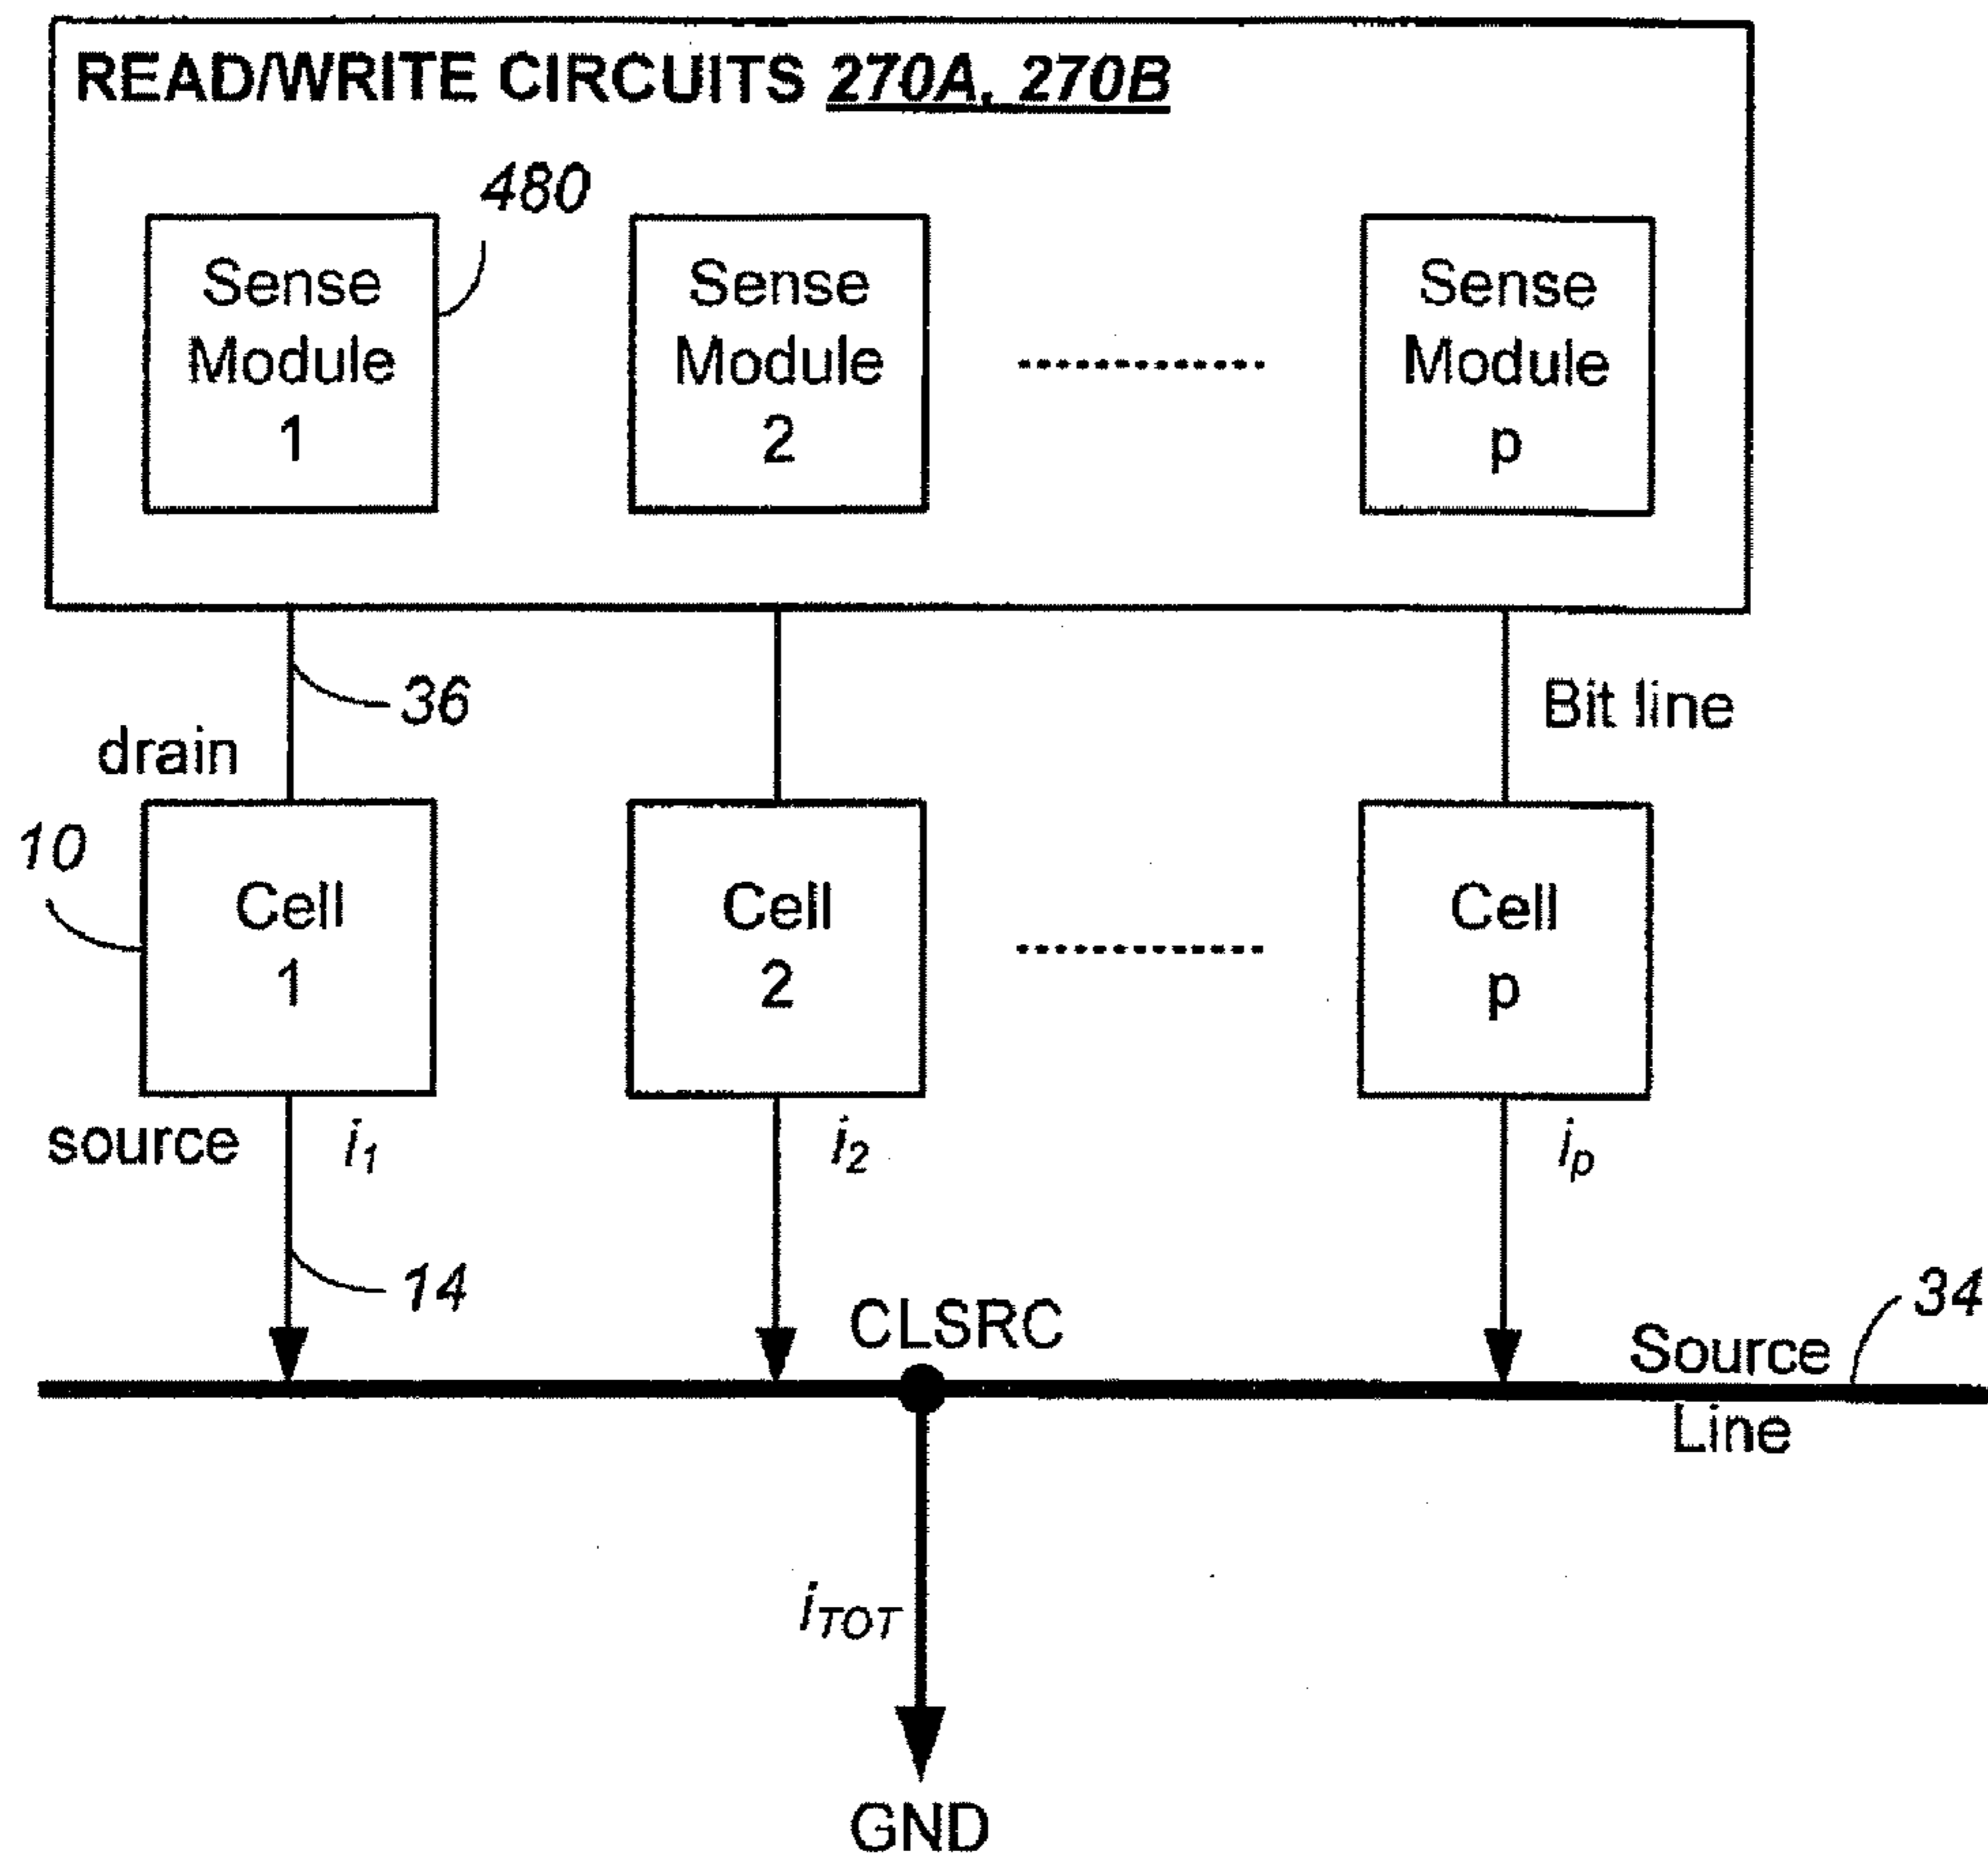 READ/WRITE CIRCUITS 270A, 270B
480
Sense
Module
1
Sense
Module
2
Sense
Module
p
36
drain
Bit line
10
Cell
1
Cell
2
Cell
p
source
i1
i2
ip
14
CLSRC
34
Source
Line
iTOT
GND